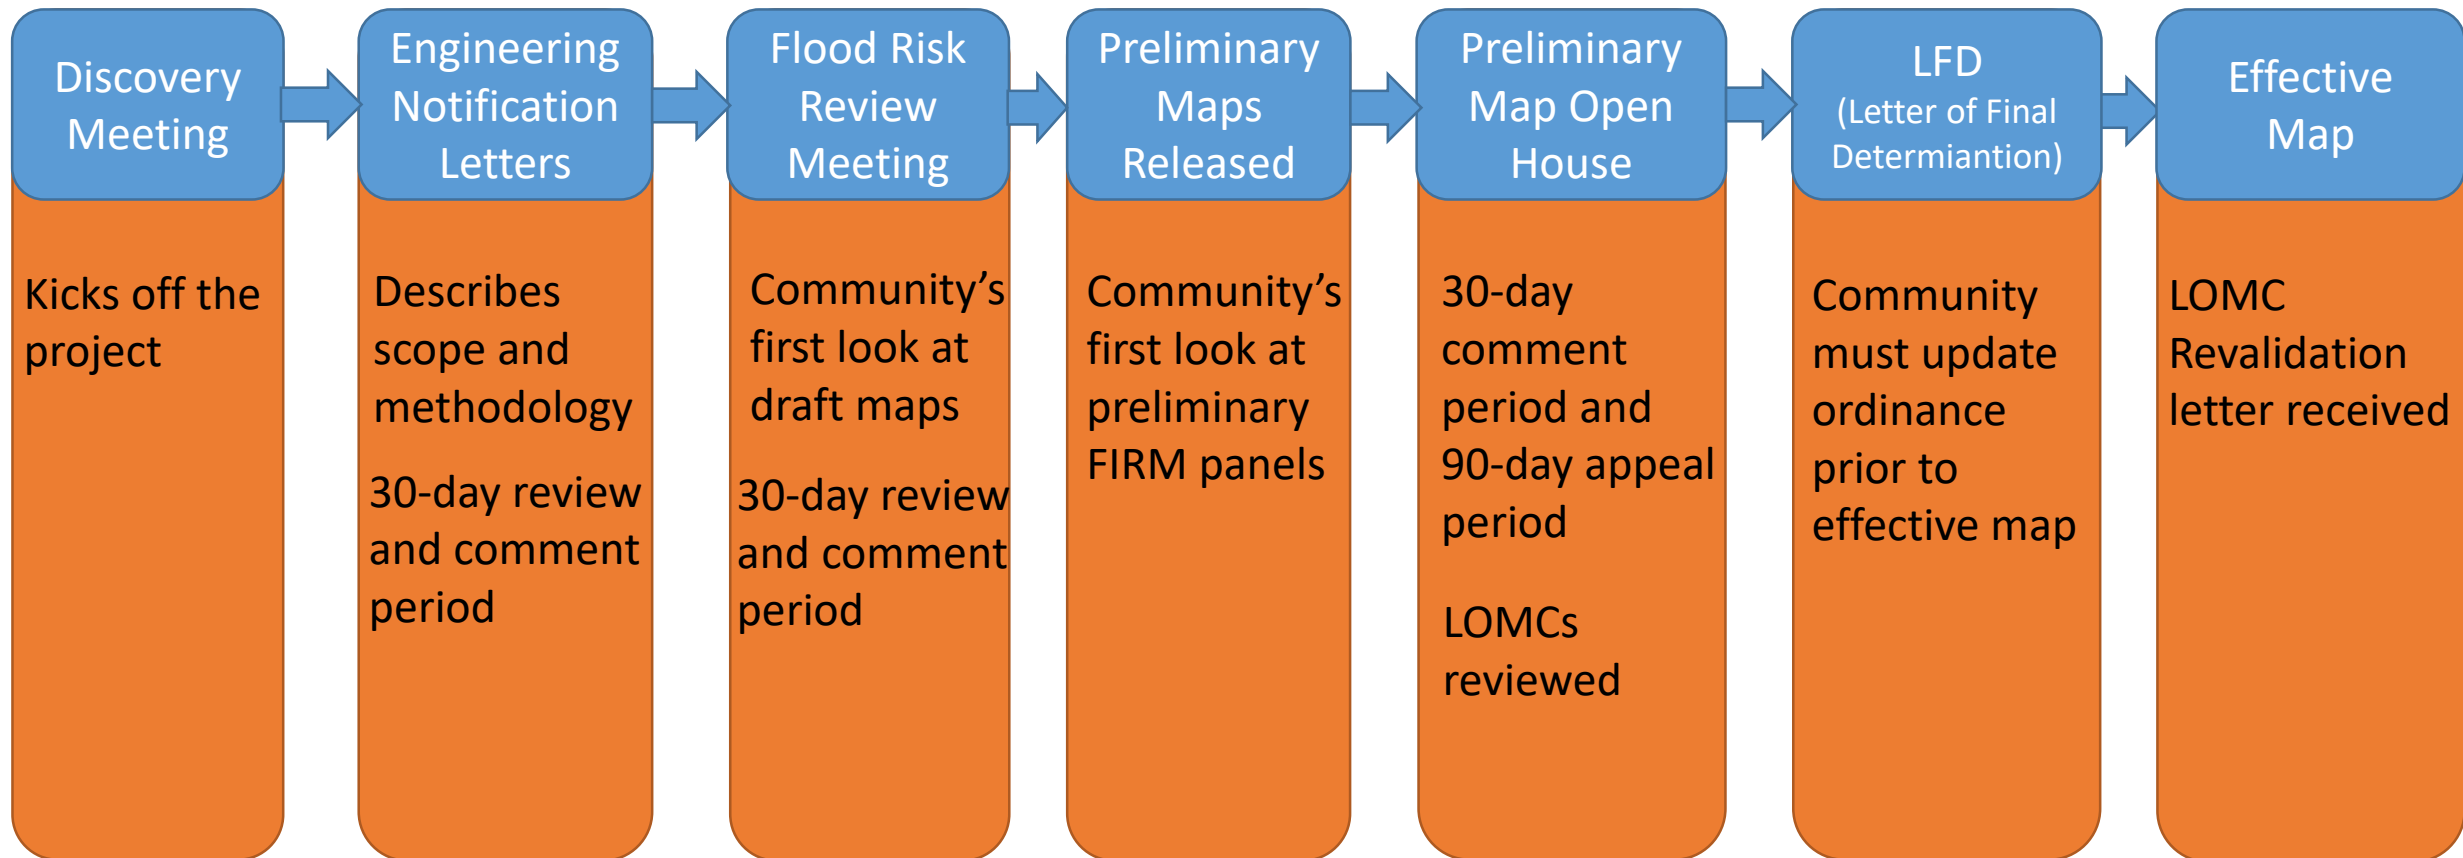 Discovery
Meeting
Engineering
Notification
Letters
Flood Risk
Review
Meeting
Preliminary
Maps
Released
Preliminary
Map Open
House
LFD
(Letter of Final
Determiantion)
Effective
Map
Kicks off the
project
Describes
scope and
methodology
30-day review
and comment
period
Community’s
first look at
draft maps
30-day review
and comment
period
Community’s
first look at
preliminary
FIRM panels
30-day
comment
period and
90-day appeal
period
LOMCs
reviewed
Community
must update
ordinance
prior to
effective map
LOMC
Revalidation
letter received